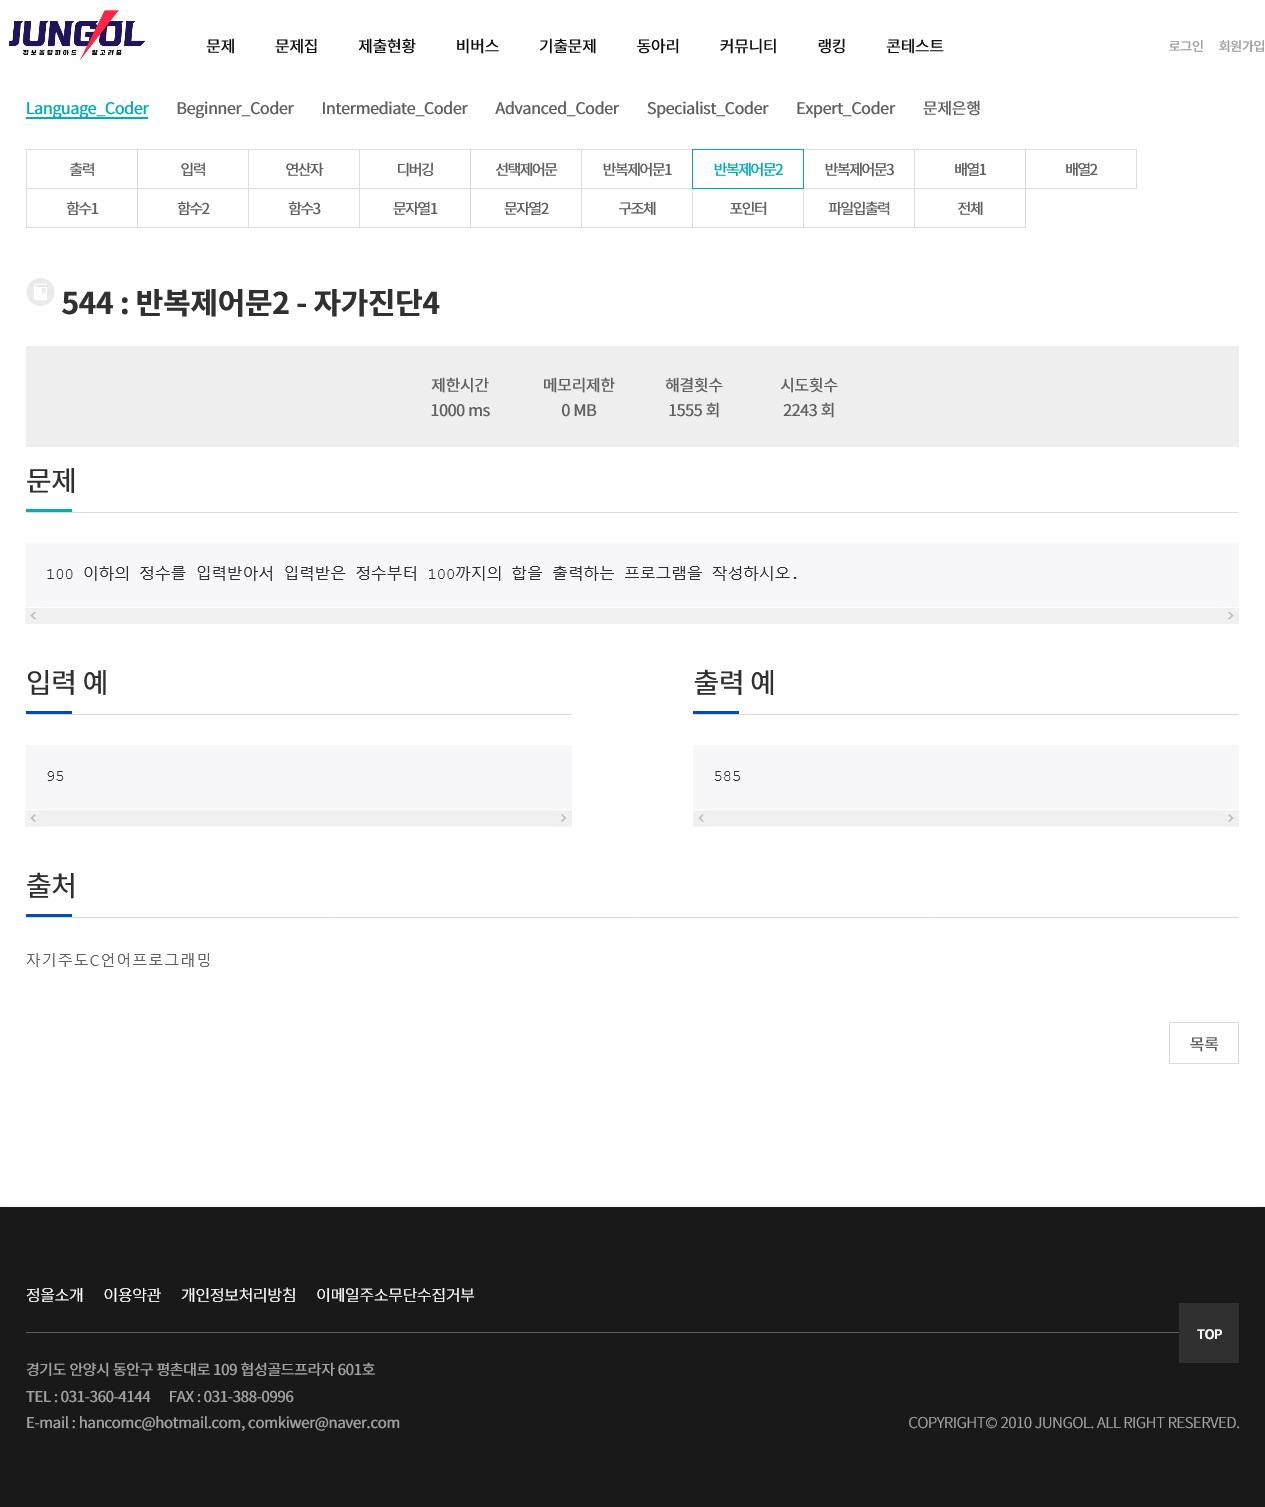 JUNGOL
정보올림피아드 알고리즘
문제 문제집 제출현황 비버스 기출문제 동아리 커뮤니티 랭킹 콘테스트
로그인 회원가입
Language_Coder Beginner_Coder Intermediate_Coder Advanced_Coder Specialist_Coder Expert_Coder 문제은행
출력 입력 연산자 디버깅 선택제어문 반복제어문1 반복제어문2 반복제어문3 배열1 배열2
함수1 함수2 함수3 문자열1 문자열2 구조체 포인터 파일입출력 전체
544 : 반복제어문2 - 자가진단4
제한시간 메모리제한 해결횟수 시도횟수
1000 ms 0 MB 1555 회 2243 회
문제
100 이하의 정수를 입력받아서 입력받은 정수부터 100까지의 합을 출력하는 프로그램을 작성하시오.
입력 예
95
출력 예
585
출처
자기주도C언어프로그래밍
목록
정올소개 이용약관 개인정보처리방침 이메일주소무단수집거부
TOP
경기도 안양시 동안구 평촌대로 109 협성골드프라자 601호
TEL : 031-360-4144 FAX : 031-388-0996
E-mail : hancomc@hotmail.com, comkiwer@naver.com
COPYRIGHT© 2010 JUNGOL. ALL RIGHT RESERVED.